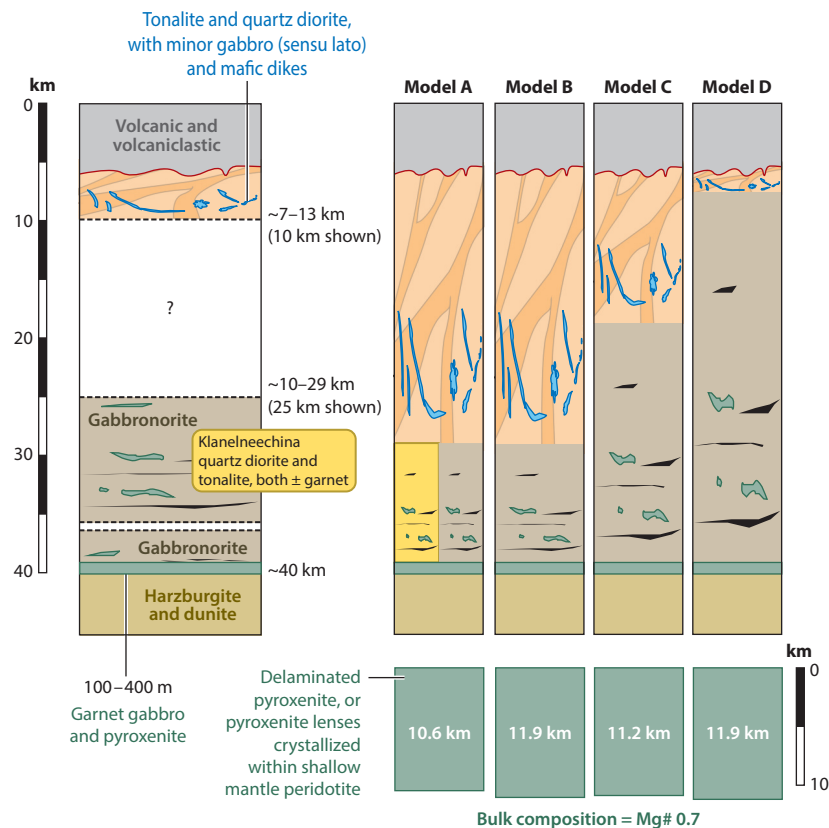 Tonalite and quartz diorite,
with minor gabbro (sensu lato)
and mafic dikes
km
Model A
Model B
Model C
Model D
0
Volcanic and
volcaniclastic
10
~7–13 km
(10 km shown)
?
20
~10–29 km
(25 km shown)
Gabbronorite
Klanelneechina
quartz diorite and
tonalite, both ± garnet
30
Gabbronorite
40
~40 km
Harzburgite
and dunite
100–400 m
Garnet gabbro
and pyroxenite
Delaminated
pyroxenite, or
pyroxenite lenses
crystallized
within shallow
mantle peridotite
10.6 km
11.9 km
11.2 km
11.9 km
km
0
10
Bulk composition = Mg# 0.7